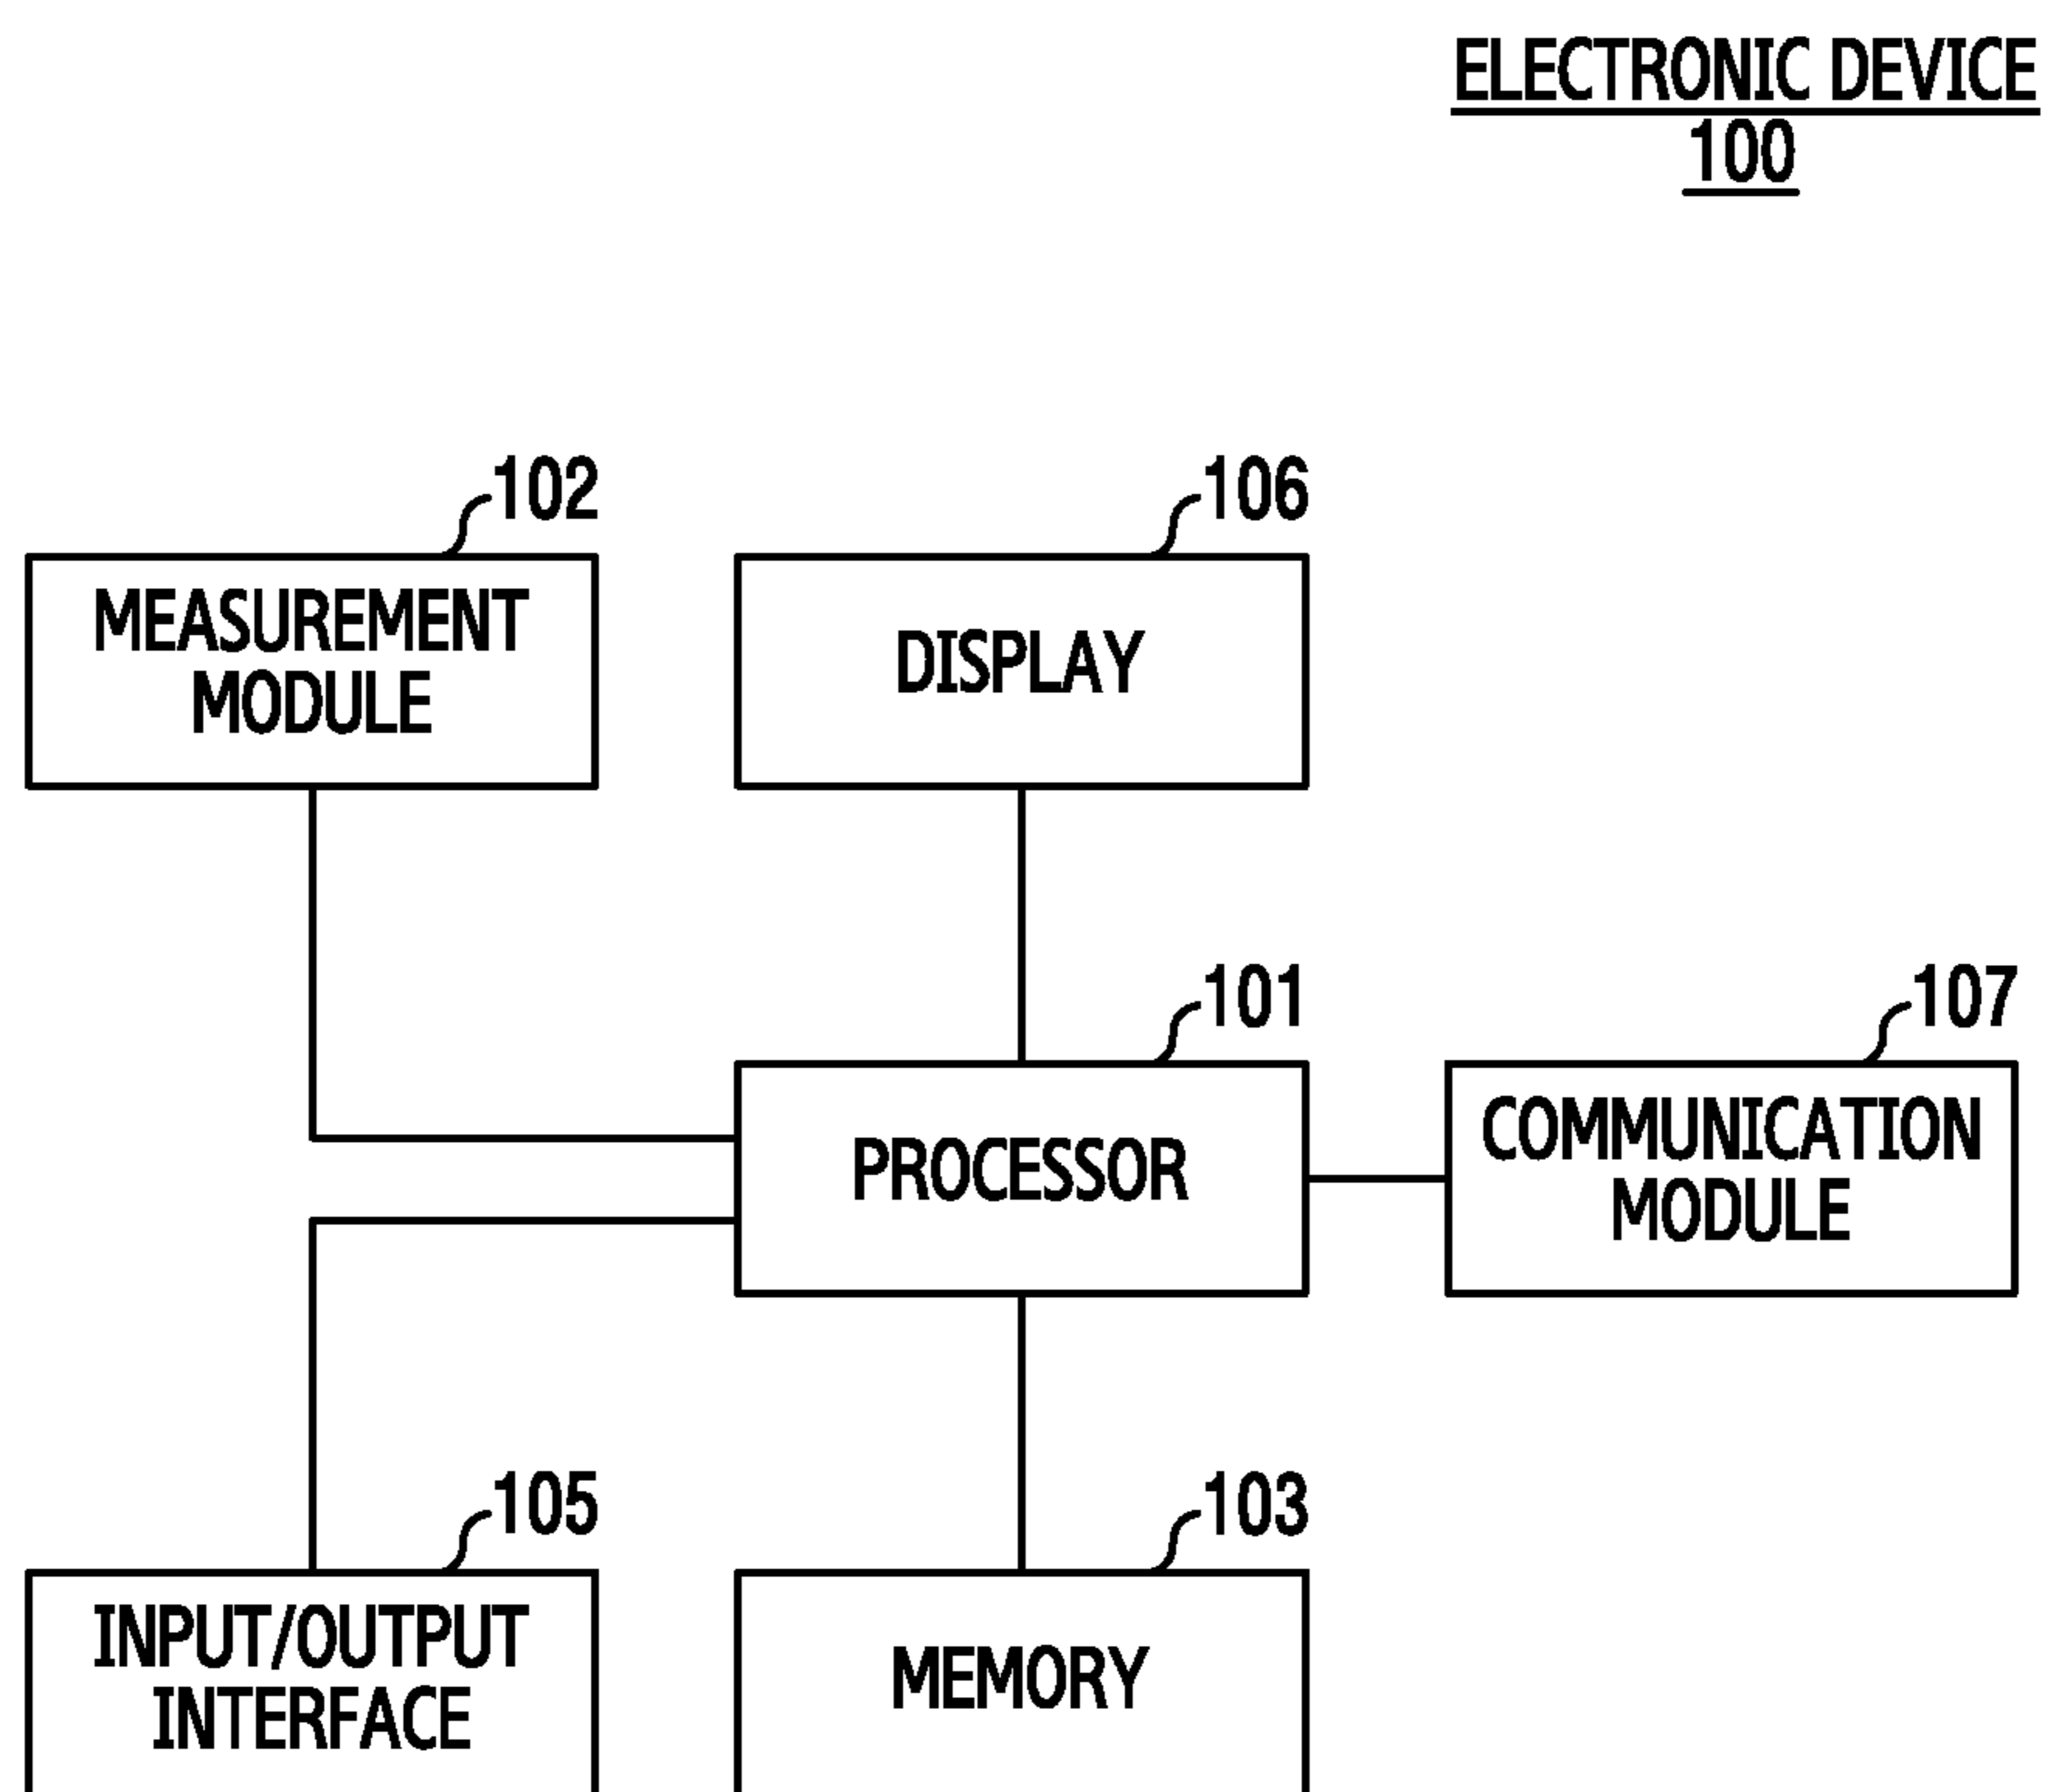 ELECTRONIC DEVICE
100
102
106
MEASUREMENT
MODULE
DISPLAY
101
107
PROCESSOR
COMMUNICATION
MODULE
105
103
INPUT/OUTPUT
INTERFACE
MEMORY